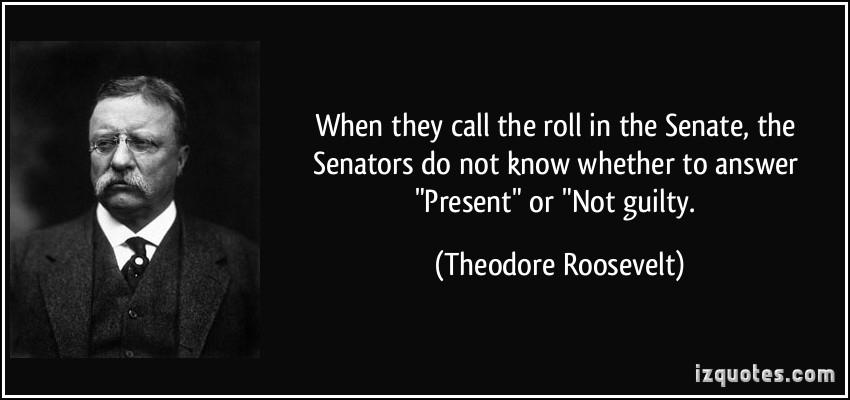 When they call the roll in the Senate, the
Senators do not know whether to answer
"Present" or "Not guilty.
(Theodore Roosevelt)
izquotes.com